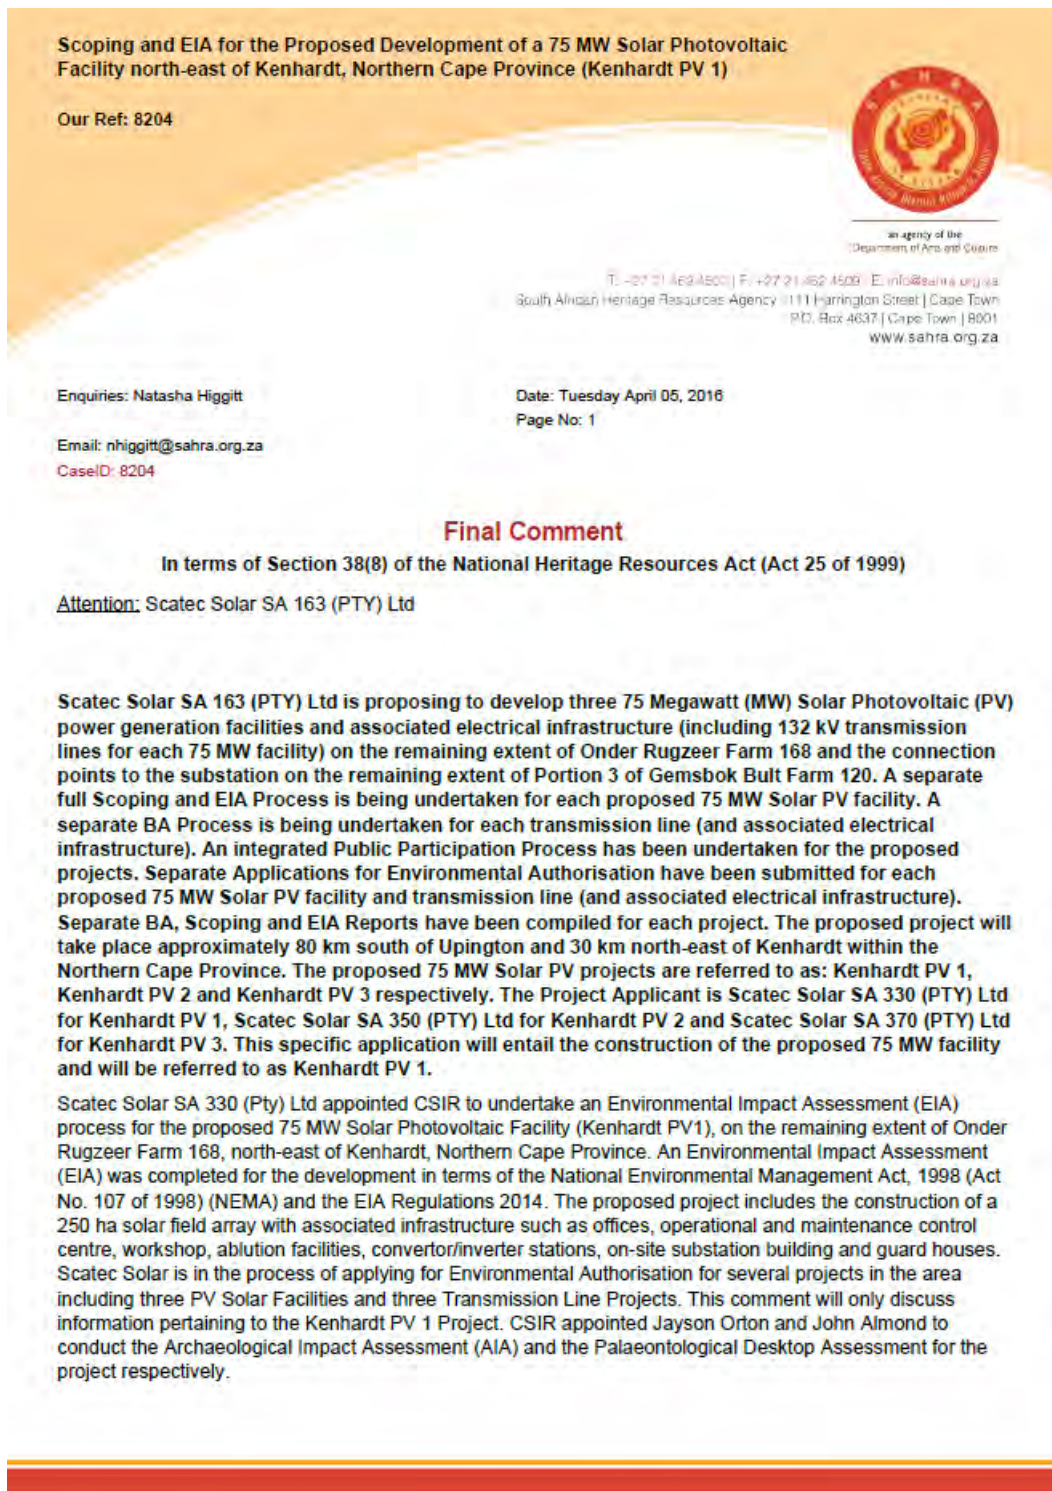 Scoping and EIA for the Proposed Development of a 75 MW Solar Photovoltaic
Facility north-east of Kenhardt, Northern Cape Province (Kenhardt PV 1)
Our Ref: 8204
SAHRA
an agency of the
Department of Arts and Culture
T: +27 21 462 4502 | F: +27 21 462 4509 | E: info@sahra.org.za
South African Heritage Resources Agency | 111 Harrington Street | Cape Town
P.O. Box 4637 | Cape Town | 8001
www.sahra.org.za
Enquiries: Natasha Higgitt
Date: Tuesday April 05, 2016
Page No: 1
Email: nhiggitt@sahra.org.za
CaseID: 8204
Final Comment
In terms of Section 38(8) of the National Heritage Resources Act (Act 25 of 1999)
Attention: Scatec Solar SA 163 (PTY) Ltd
Scatec Solar SA 163 (PTY) Ltd is proposing to develop three 75 Megawatt (MW) Solar Photovoltaic (PV)
power generation facilities and associated electrical infrastructure (including 132 kV transmission
lines for each 75 MW facility) on the remaining extent of Onder Rugzeer Farm 168 and the connection
points to the substation on the remaining extent of Portion 3 of Gemsbok Bult Farm 120. A separate
full Scoping and EIA Process is being undertaken for each proposed 75 MW Solar PV facility. A
separate BA Process is being undertaken for each transmission line (and associated electrical
infrastructure). An integrated Public Participation Process has been undertaken for the proposed
projects. Separate Applications for Environmental Authorisation have been submitted for each
proposed 75 MW Solar PV facility and transmission line (and associated electrical infrastructure).
Separate BA, Scoping and EIA Reports have been compiled for each project. The proposed project will
take place approximately 80 km south of Upington and 30 km north-east of Kenhardt within the
Northern Cape Province. The proposed 75 MW Solar PV projects are referred to as: Kenhardt PV 1,
Kenhardt PV 2 and Kenhardt PV 3 respectively. The Project Applicant is Scatec Solar SA 330 (PTY) Ltd
for Kenhardt PV 1, Scatec Solar SA 350 (PTY) Ltd for Kenhardt PV 2 and Scatec Solar SA 370 (PTY) Ltd
for Kenhardt PV 3. This specific application will entail the construction of the proposed 75 MW facility
and will be referred to as Kenhardt PV 1.
Scatec Solar SA 330 (Pty) Ltd appointed CSIR to undertake an Environmental Impact Assessment (EIA)
process for the proposed 75 MW Solar Photovoltaic Facility (Kenhardt PV1), on the remaining extent of Onder
Rugzeer Farm 168, north-east of Kenhardt, Northern Cape Province. An Environmental Impact Assessment
(EIA) was completed for the development in terms of the National Environmental Management Act, 1998 (Act
No. 107 of 1998) (NEMA) and the EIA Regulations 2014. The proposed project includes the construction of a
250 ha solar field array with associated infrastructure such as offices, operational and maintenance control
centre, workshop, ablution facilities, convertor/inverter stations, on-site substation building and guard houses.
Scatec Solar is in the process of applying for Environmental Authorisation for several projects in the area
including three PV Solar Facilities and three Transmission Line Projects. This comment will only discuss
information pertaining to the Kenhardt PV 1 Project. CSIR appointed Jayson Orton and John Almond to
conduct the Archaeological Impact Assessment (AIA) and the Palaeontological Desktop Assessment for the
project respectively.